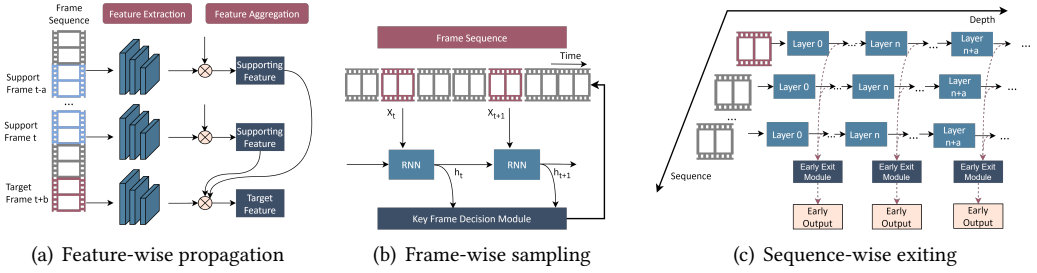 Frame
Sequence
Feature Extraction
Feature Aggregation
Support
Frame t-a
...
Support
Frame t
Target
Frame t+b
Supporting
Feature
Supporting
Feature
Target
Feature
(a) Feature-wise propagation
Frame Sequence
Time
X_t
X_t+1
RNN
RNN
h_t
h_t+1
Key Frame Decision Module
(b) Frame-wise sampling
Depth
Sequence
Layer 0
...
Layer n
...
Layer
n+a
...
Layer 0
...
Layer n
...
Layer
n+a
...
...
Layer 0
...
Layer n
...
Layer
n+a
...
Early Exit
Module
Early Exit
Module
Early Exit
Module
Early
Output
Early
Output
Early
Output
(c) Sequence-wise exiting